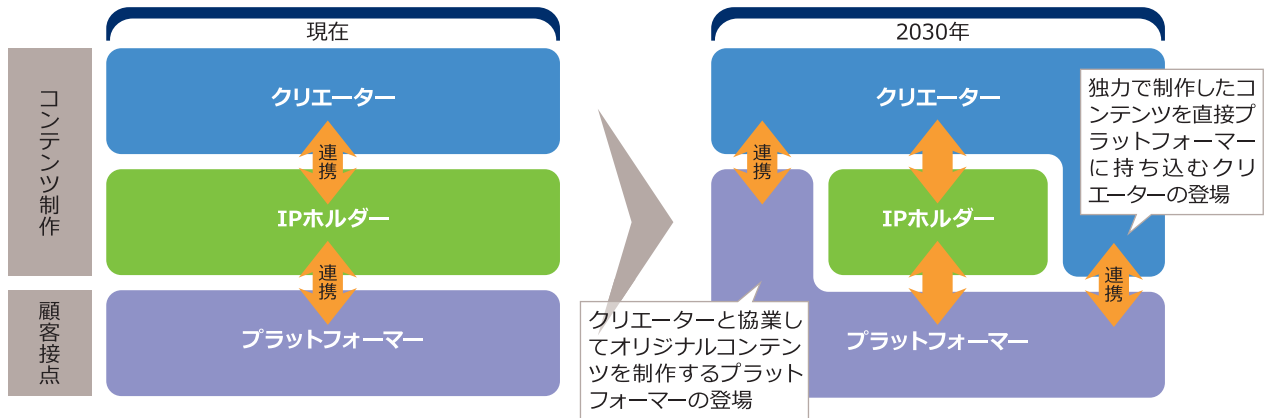 現在
コンテンツ制作
顧客接点
クリエーター
連携
IPホルダー
連携
プラットフォーマー
2030年
クリエーター
連携
IPホルダー
連携
プラットフォーマー
独力で制作したコ
ンテンツを直接プ
ラットフォーマー
に持ち込むクリ
エーターの登場
クリエーターと協業し
てオリジナルコンテン
ツを制作するプラット
フォーマーの登場